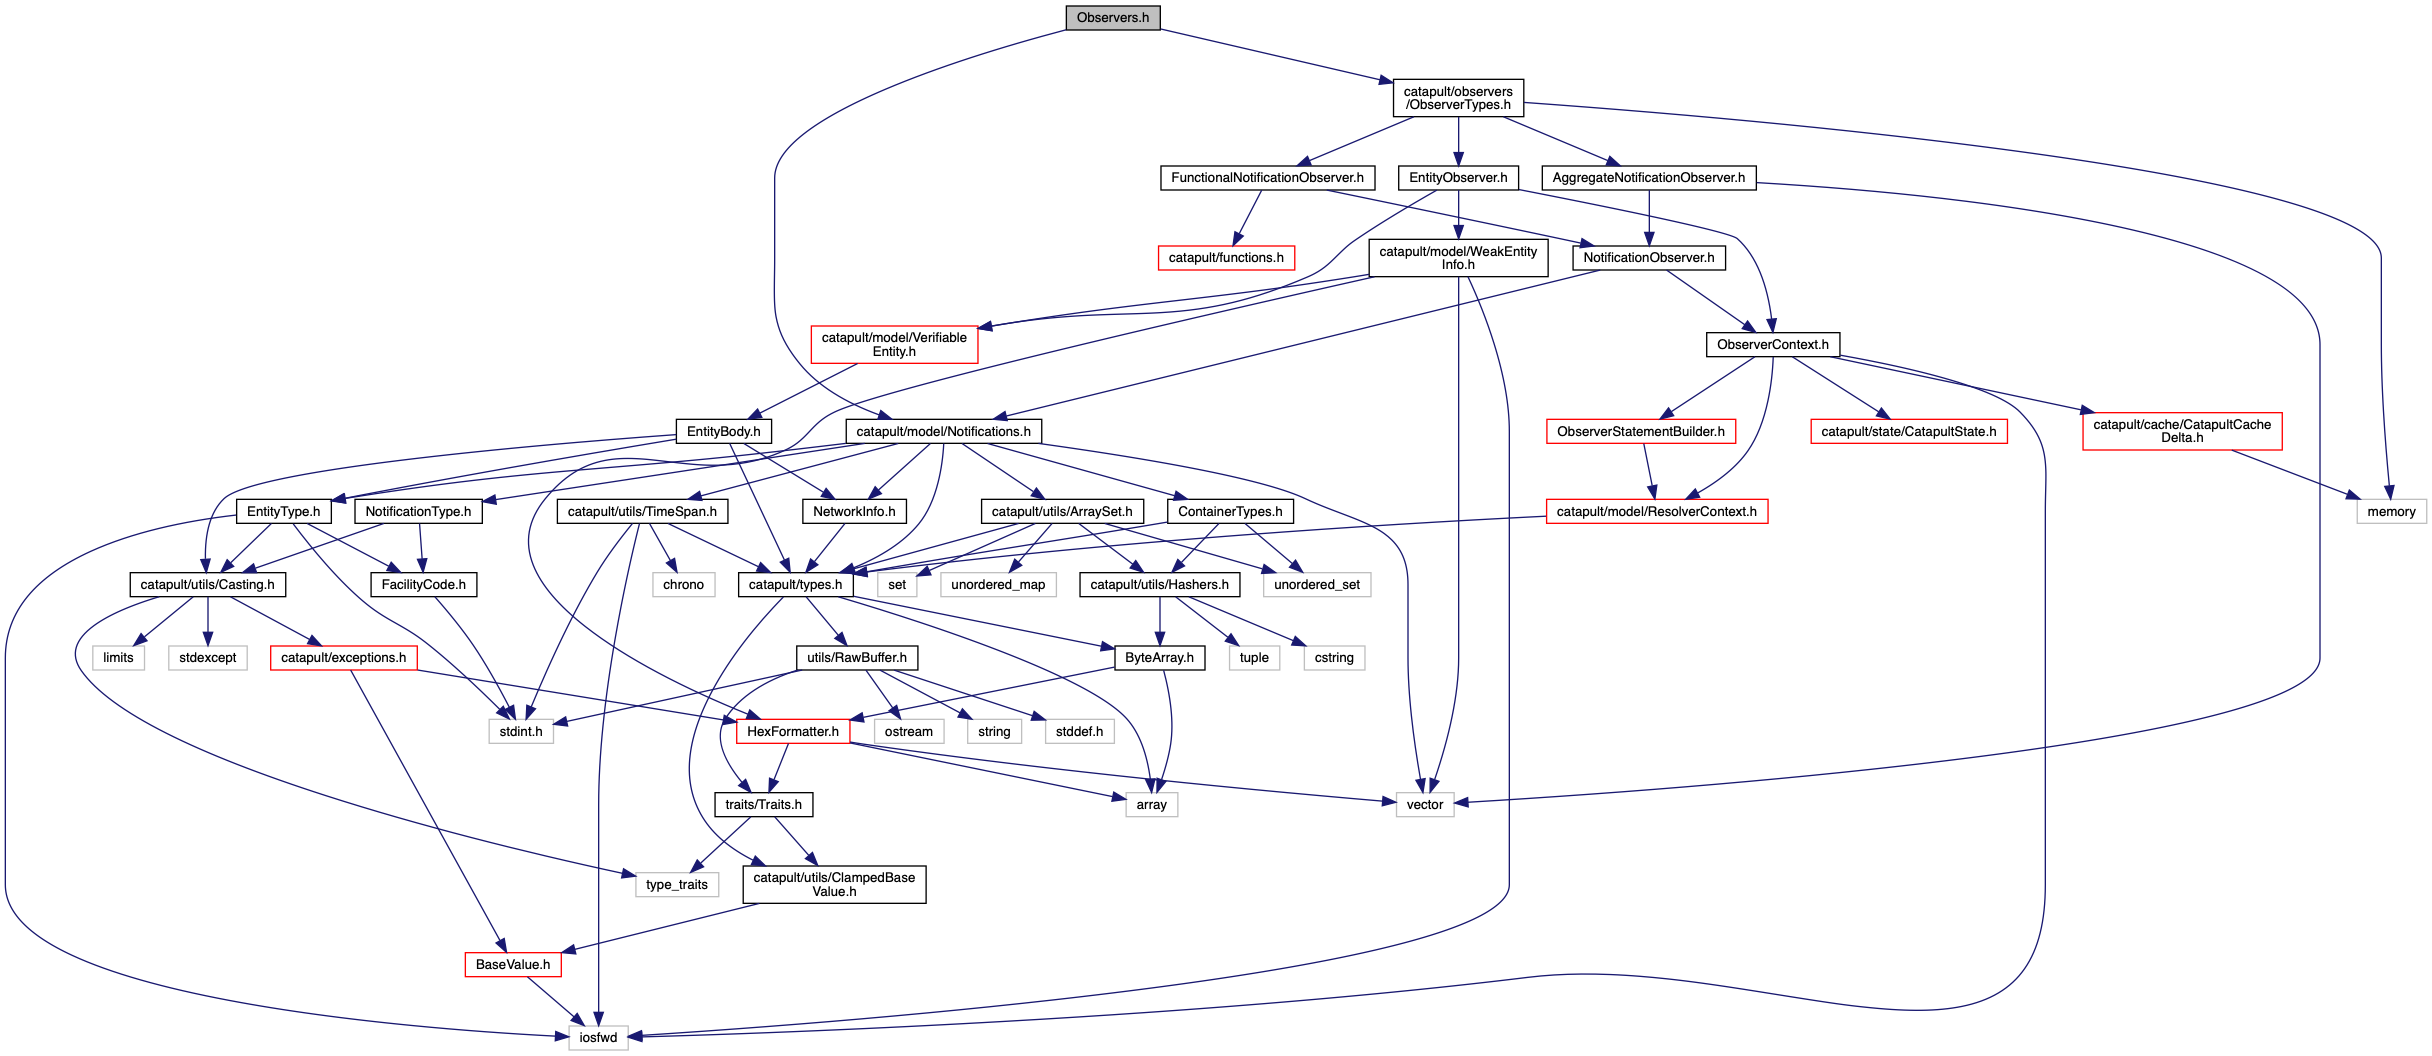 Observers.h
catapult/observers
/ObserverTypes.h
FunctionalNotificationObserver.h
EntityObserver.h
AggregateNotificationObserver.h
catapult/functions.h
catapult/model/WeakEntity
Info.h
NotificationObserver.h
catapult/model/Verifiable
Entity.h
ObserverContext.h
EntityBody.h
catapult/model/Notifications.h
ObserverStatementBuilder.h
catapult/state/CatapultState.h
catapult/cache/CatapultCache
Delta.h
EntityType.h
NotificationType.h
catapult/utils/TimeSpan.h
NetworkInfo.h
catapult/utils/ArraySet.h
ContainerTypes.h
catapult/model/ResolverContext.h
memory
catapult/utils/Casting.h
FacilityCode.h
chrono
catapult/types.h
set
unordered_map
catapult/utils/Hashers.h
unordered_set
limits
stdexcept
catapult/exceptions.h
utils/RawBuffer.h
ByteArray.h
tuple
cstring
stdint.h
HexFormatter.h
ostream
string
stddef.h
traits/Traits.h
array
vector
type_traits
catapult/utils/ClampedBase
Value.h
BaseValue.h
iosfwd